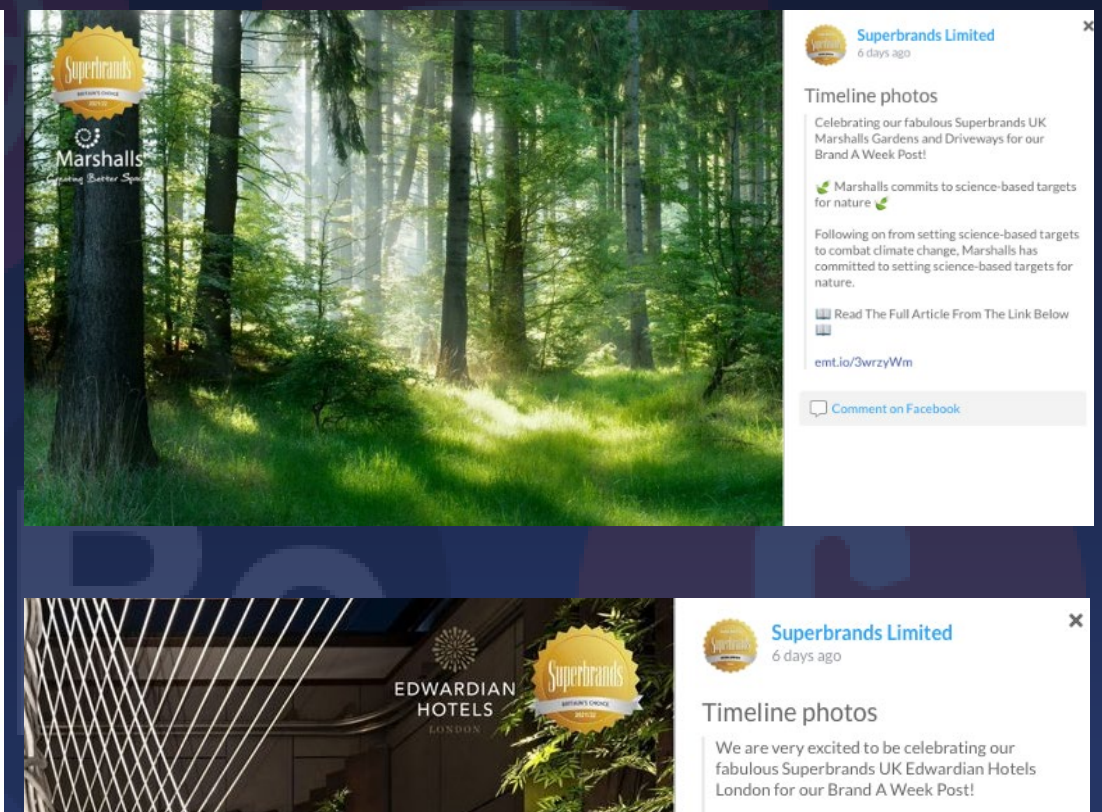 Superbrands
BRITAIN'S CHOICE
2021/22
Marshalls
Creating Better Spaces
Superbrands Limited
6 days ago
Timeline photos
Celebrating our fabulous Superbrands UK
Marshalls Gardens and Driveways for our
Brand A Week Post!
🌿 Marshalls commits to science-based targets
for nature 🌿
Following on from setting science-based targets
to combat climate change, Marshalls has
committed to setting science-based targets for
nature.
📖 Read The Full Article From The Link Below
📖
emt.io/3wrzyWm
Comment on Facebook
EDWARDIAN
HOTELS
LONDON
Superbrands
BRITAIN'S CHOICE
2021/22
Superbrands Limited
6 days ago
Timeline photos
We are very excited to be celebrating our
fabulous Superbrands UK Edwardian Hotels
London for our Brand A Week Post!